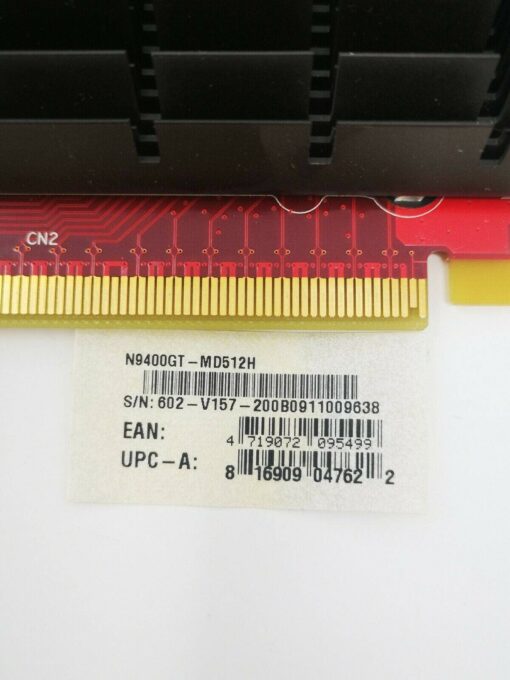 CN2
N9400GT-MD512H
S/N: 602-V157-200B0911009638
EAN: 4 719072 095499
UPC-A: 8 16909 04762 2